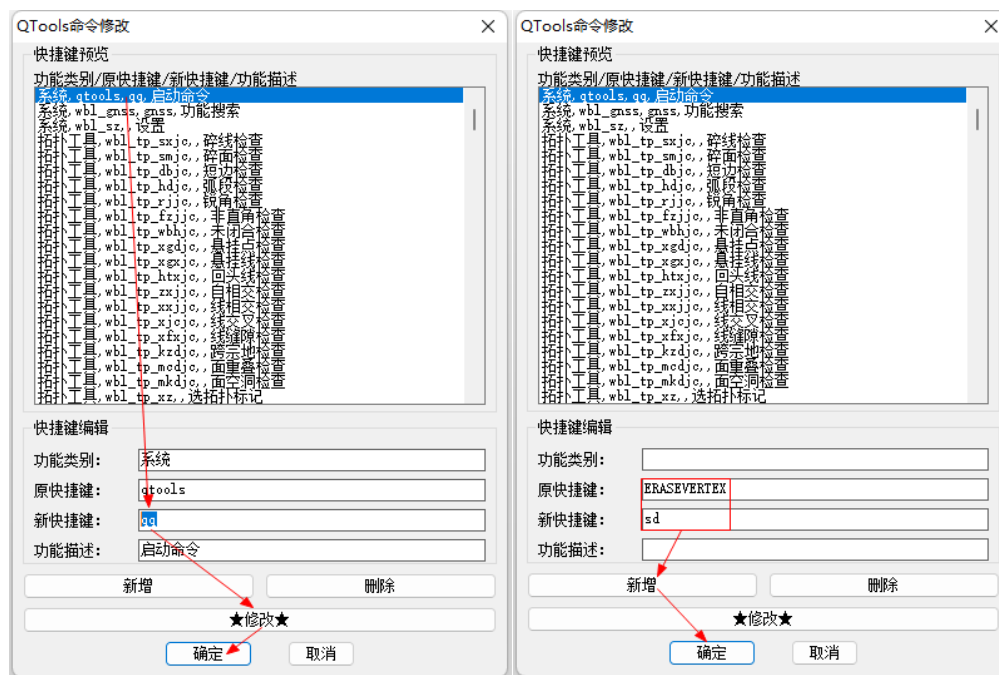 QTools命令修改
快捷键预览
功能类别/原快捷键/新快捷键/功能描述
系统,qtools,qq,启动命令
系统,wbl_gnss,gnss,功能搜索
系统,wbl_sz,,设置
拓扑工具,wbl_tp_sxjc,,碎线检查
拓扑工具,wbl_tp_smjc,,碎面检查
拓扑工具,wbl_tp_dbjc,,短边检查
拓扑工具,wbl_tp_hdjc,,弧段检查
拓扑工具,wbl_tp_rjjc,,锐角检查
拓扑工具,wbl_tp_fzjjc,,非直角检查
拓扑工具,wbl_tp_wbhjc,,未闭合检查
拓扑工具,wbl_tp_xgdjc,,悬挂点检查
拓扑工具,wbl_tp_xgxjc,,悬挂线检查
拓扑工具,wbl_tp_htxjc,,回头线检查
拓扑工具,wbl_tp_zxjjc,,自相交检查
拓扑工具,wbl_tp_xxjjc,,线相交检查
拓扑工具,wbl_tp_xjcjc,,线交叉检查
拓扑工具,wbl_tp_xfxjc,,线缝隙检查
拓扑工具,wbl_tp_kzdjc,,跨宗地检查
拓扑工具,wbl_tp_mcdjc,,面重叠检查
拓扑工具,wbl_tp_mkdjc,,面空洞检查
拓扑工具,wbl_tp_xz,,选拓扑标记
快捷键编辑
功能类别: 系统
原快捷键: qtools
新快捷键: qq
功能描述: 启动命令
新增 删除
★修改★
确定 取消
QTools命令修改
快捷键预览
功能类别/原快捷键/新快捷键/功能描述
系统,qtools,qq,启动命令
系统,wbl_gnss,gnss,功能搜索
系统,wbl_sz,,设置
拓扑工具,wbl_tp_sxjc,,碎线检查
拓扑工具,wbl_tp_smjc,,碎面检查
拓扑工具,wbl_tp_dbjc,,短边检查
拓扑工具,wbl_tp_hdjc,,弧段检查
拓扑工具,wbl_tp_rjjc,,锐角检查
拓扑工具,wbl_tp_fzjjc,,非直角检查
拓扑工具,wbl_tp_wbhjc,,未闭合检查
拓扑工具,wbl_tp_xgdjc,,悬挂点检查
拓扑工具,wbl_tp_xgxjc,,悬挂线检查
拓扑工具,wbl_tp_htxjc,,回头线检查
拓扑工具,wbl_tp_zxjjc,,自相交检查
拓扑工具,wbl_tp_xxjjc,,线相交检查
拓扑工具,wbl_tp_xjcjc,,线交叉检查
拓扑工具,wbl_tp_xfxjc,,线缝隙检查
拓扑工具,wbl_tp_kzdjc,,跨宗地检查
拓扑工具,wbl_tp_mcdjc,,面重叠检查
拓扑工具,wbl_tp_mkdjc,,面空洞检查
拓扑工具,wbl_tp_xz,,选拓扑标记
快捷键编辑
功能类别:
原快捷键: ERASEVERTEX
新快捷键: sd
功能描述:
新增 删除
★修改★
确定 取消